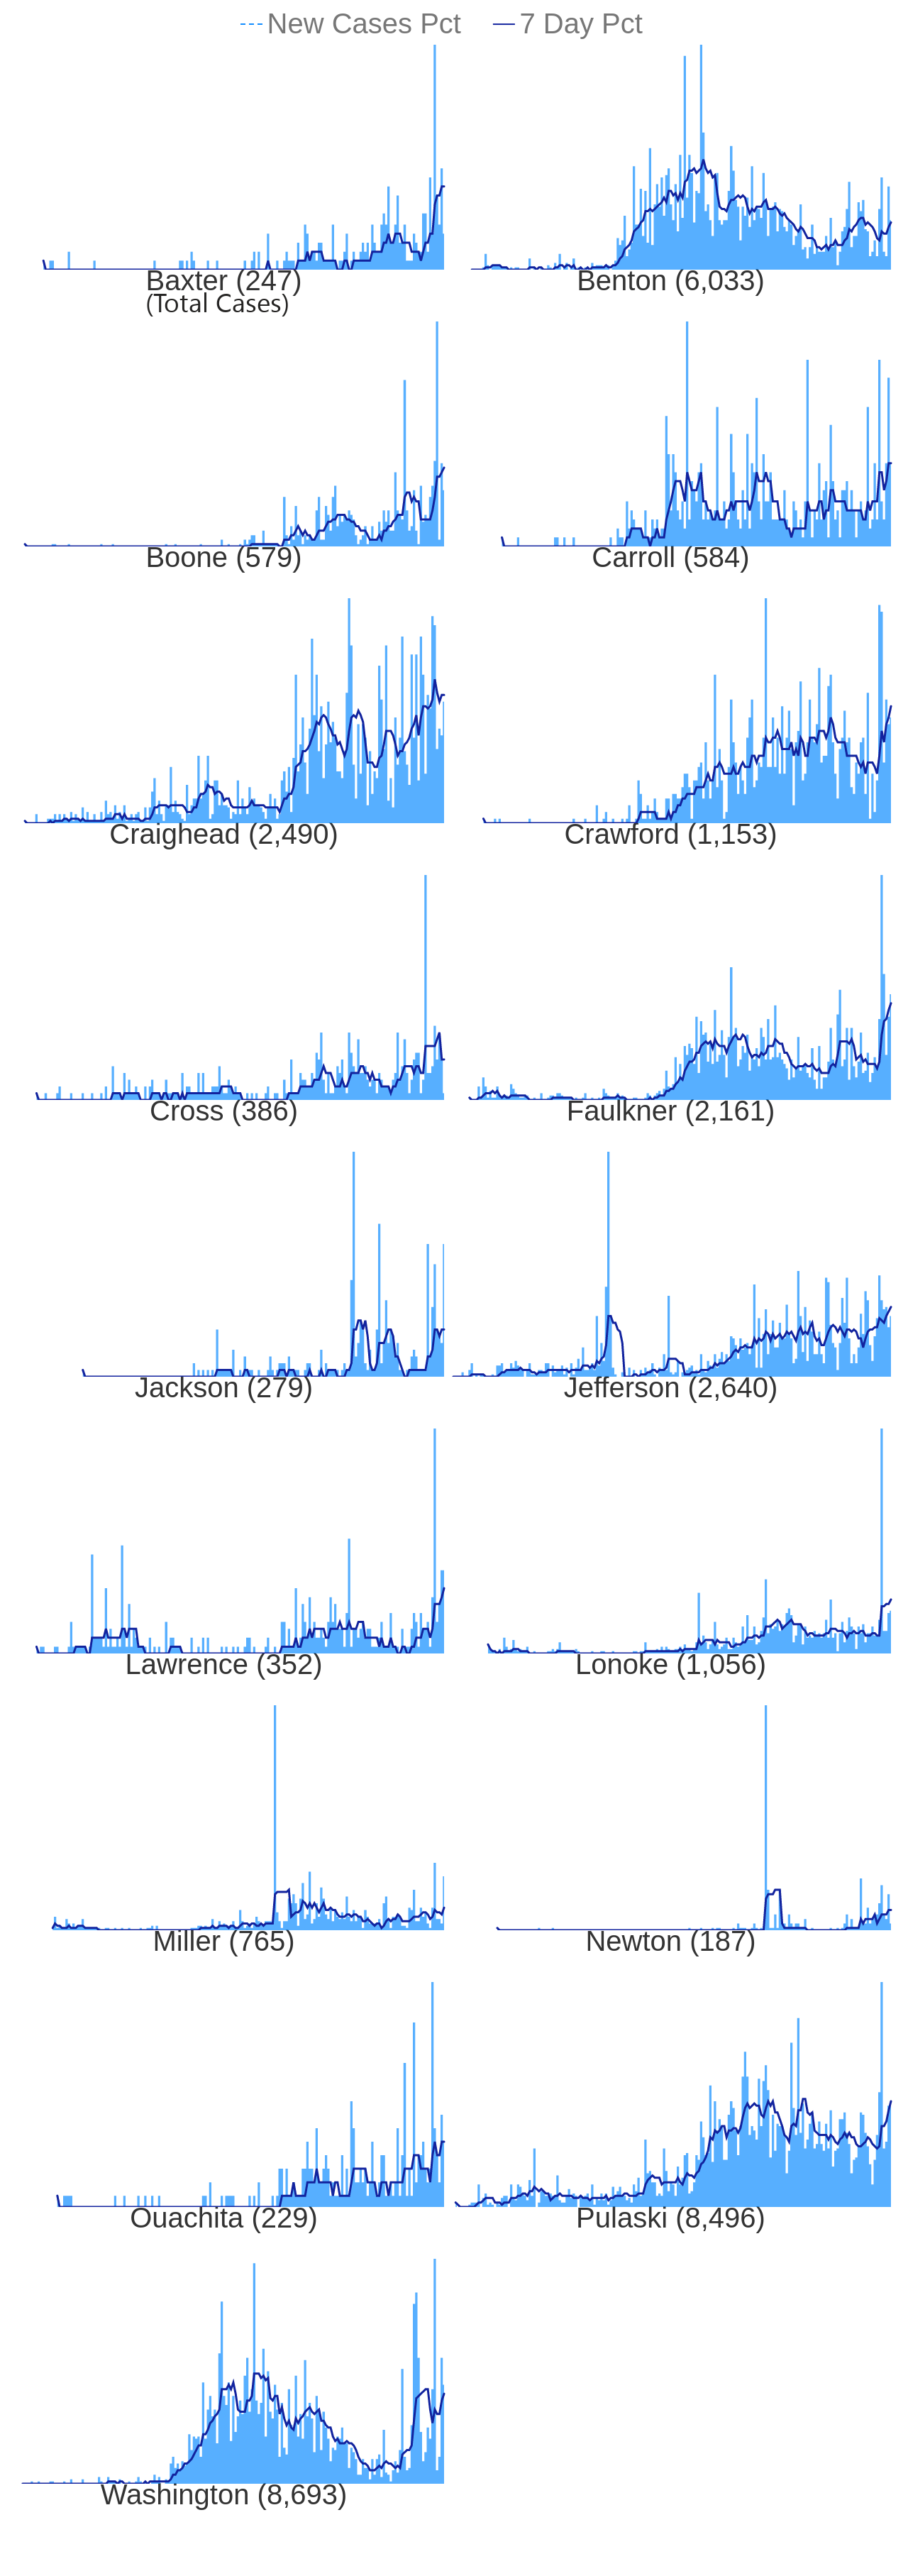 New Cases Pct 7 Day Pct
Baxter (247)
(Total Cases)
Benton (6,033)
Boone (579)
Carroll (584)
Craighead (2,490)
Crawford (1,153)
Cross (386)
Faulkner (2,161)
Jackson (279)
Jefferson (2,640)
Lawrence (352)
Lonoke (1,056)
Miller (765)
Newton (187)
Ouachita (229)
Pulaski (8,496)
Washington (8,693)